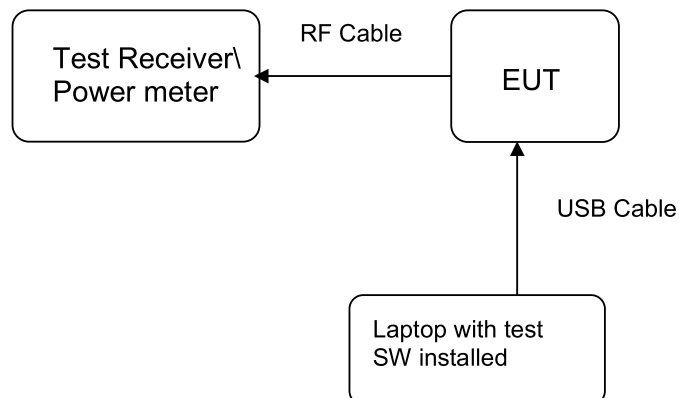 RF Cable
Test Receiver\
Power meter
EUT
USB Cable
Laptop with test
SW installed